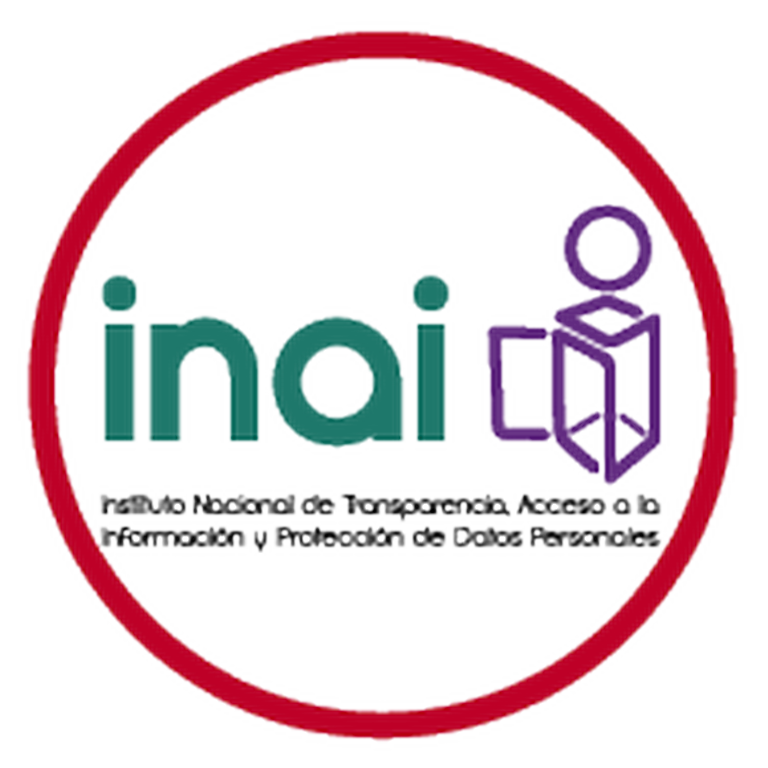 inai
Instituto Nacional de Transparencia, Acceso a la
Información y Protección de Datos Personales